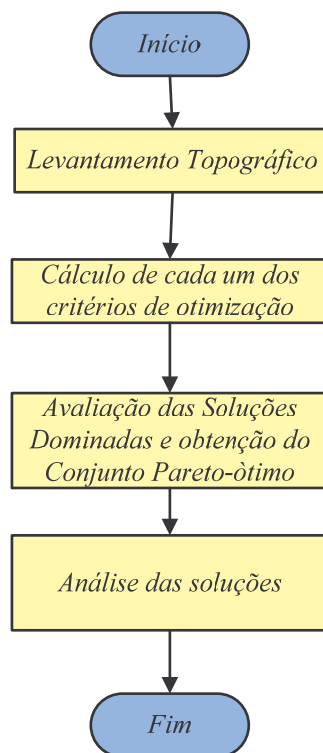 Início
Levantamento Topográfico
Cálculo de cada um dos
critérios de otimização
Avaliação das Soluções
Dominadas e obtenção do
Conjunto Pareto-òtimo
Análise das soluções
Fim